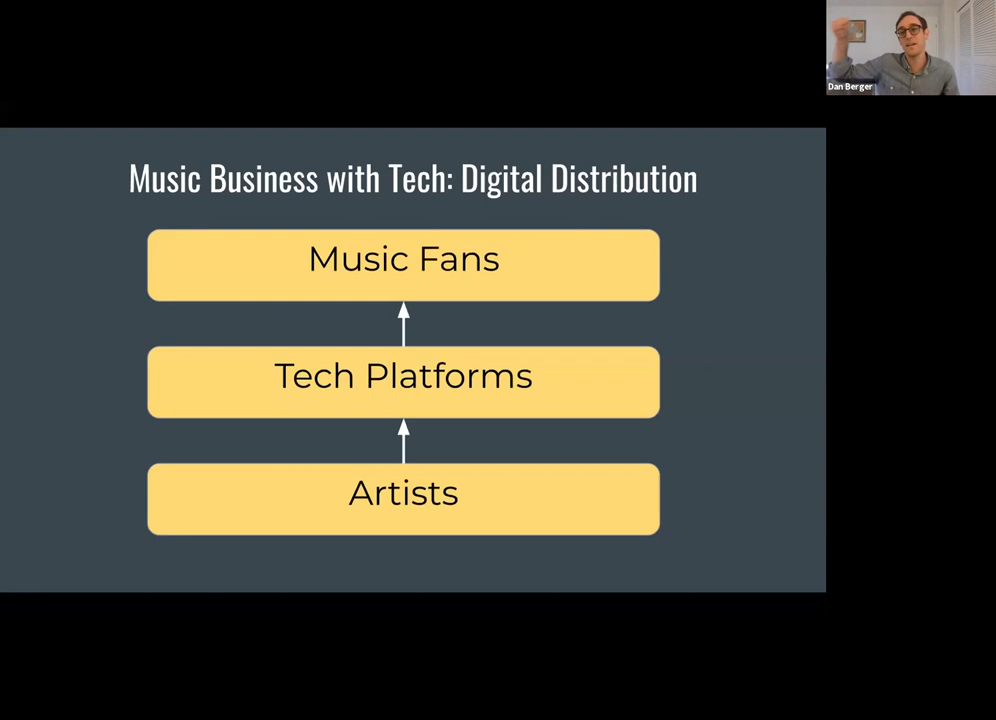 Dan Berger
Music Business with Tech: Digital Distribution
Music Fans
Tech Platforms
Artists